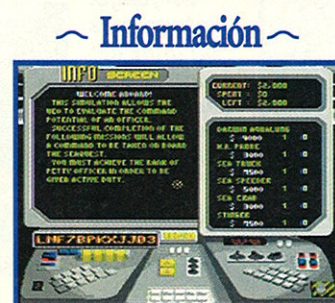 ~ Información ~
INFO SCREEN
WELCOME ABOARD!
THIS SIMULATION ALLOWS THE
UEO TO EVALUATE THE COMMAND
POTENTIAL OF AN OFFICER.
SUCCESSFUL COMPLETION OF THE
FOLLOWING MISSIONS WILL ALLOW
A COMMAND TO BE TAKEN ON BOARD
THE SEAQUEST.
YOU MUST ACHIEVE THE RANK OF
PETTY OFFICER IN ORDER TO BE
GIVEN ACTIVE DUTY.
CURRENT: $2,000
SPENT : $0
LEFT : $2,000
DARWIN AQUALUNG
$ 4000 1 :0
H.R. PROBE
$ 3000 1 :0
SEA TRUCK
$ 7500 1 :0
SEA SPEEDER
$ 5000 1 :0
SEA CRAB
$ 3000 1 :0
STINGER
$ 7500 1 :0